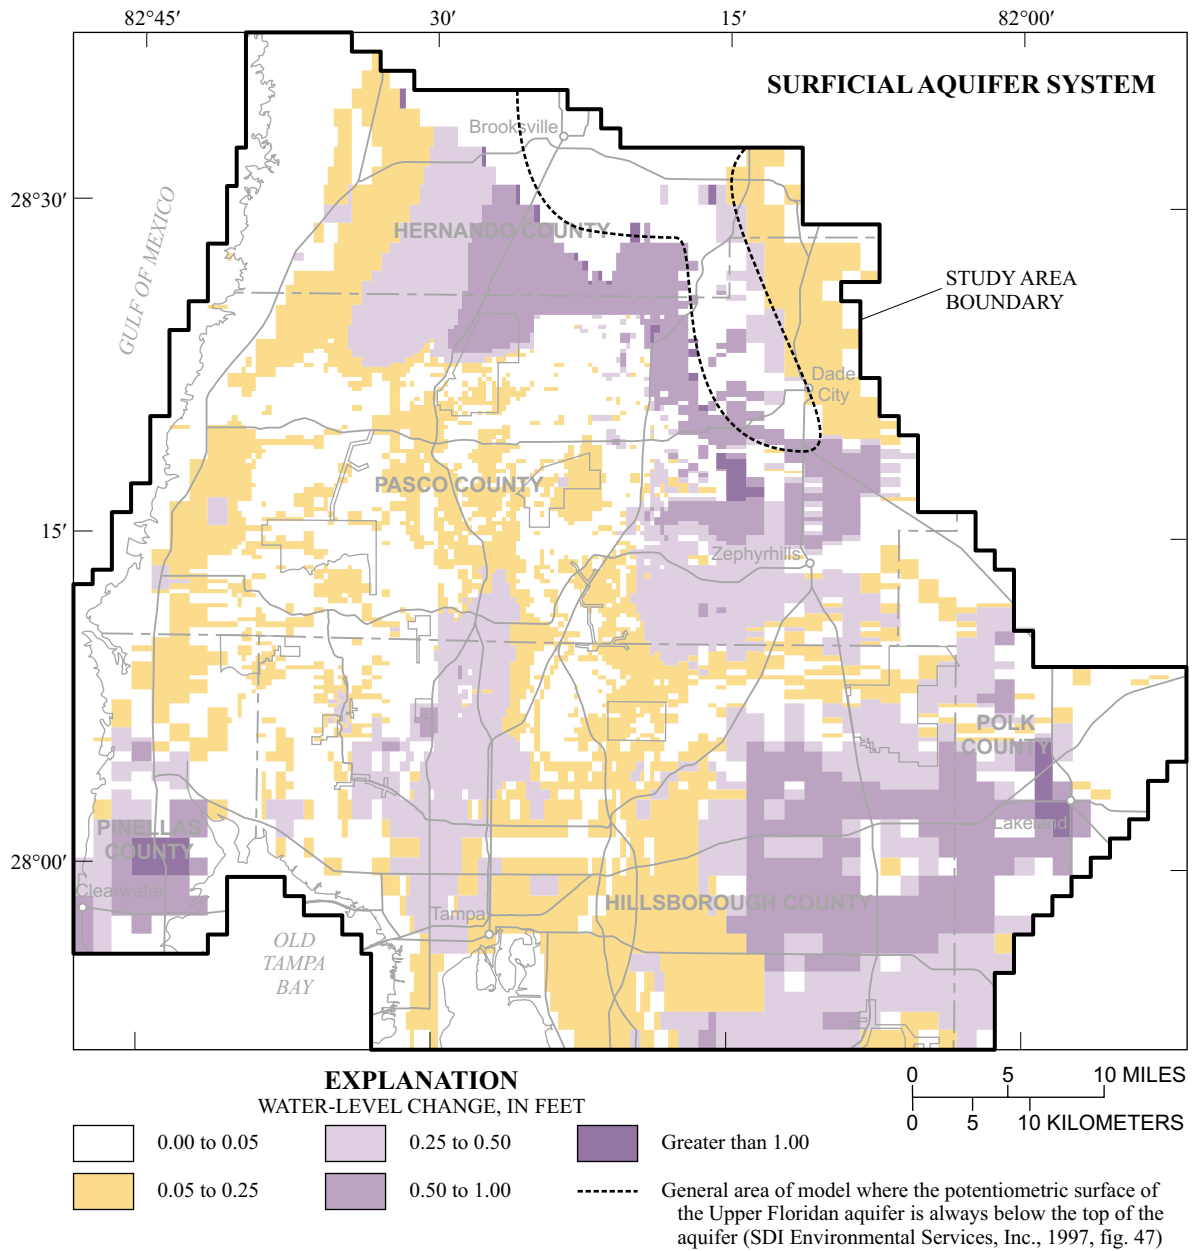 82°45′ 30′ 15′ 82°00′
SURFICIAL AQUIFER SYSTEM
Brooksville
28°30′
HERNANDO COUNTY
GULF OF MEXICO
STUDY AREA
BOUNDARY
Dade
City
PASCO COUNTY
15′
Zephyrhills
POLK
COUNTY
PINELLAS
COUNTY
Lakeland
28°00′
Clearwater
HILLSBOROUGH COUNTY
Tampa
OLD
TAMPA
BAY
EXPLANATION
WATER-LEVEL CHANGE, IN FEET
0 5 10 MILES
0 5 10 KILOMETERS
0.00 to 0.05
0.25 to 0.50
Greater than 1.00
0.05 to 0.25
0.50 to 1.00
General area of model where the potentiometric surface of
the Upper Floridan aquifer is always below the top of the
aquifer (SDI Environmental Services, Inc., 1997, fig. 47)